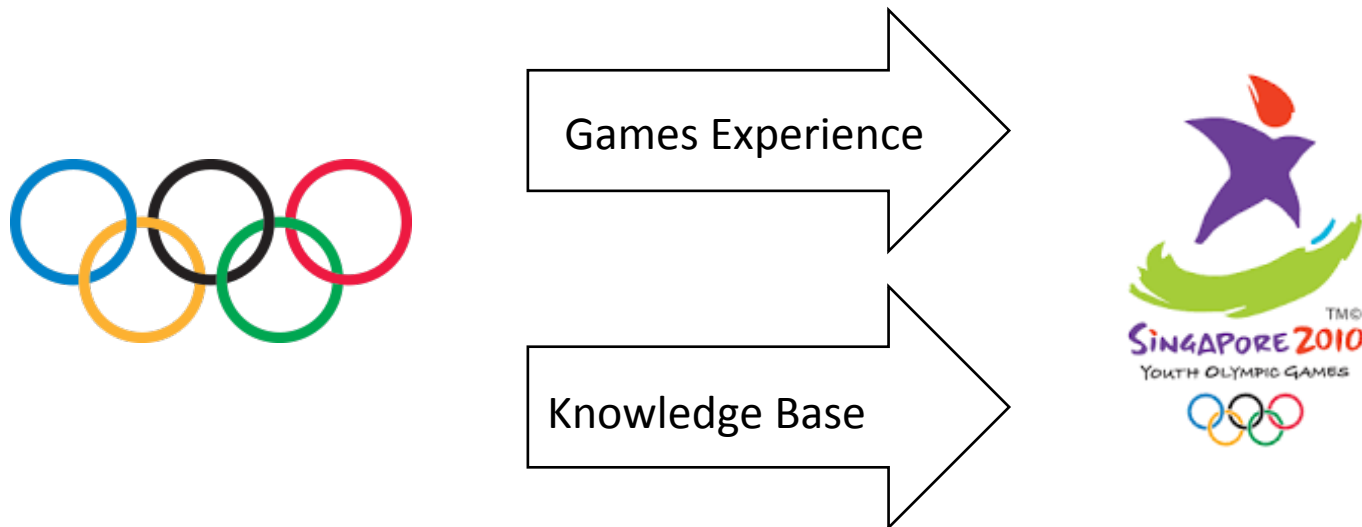 Games Experience
Knowledge Base
TM©
SiNGAPORE 2010
YOUTH OLYMPIC GAMES